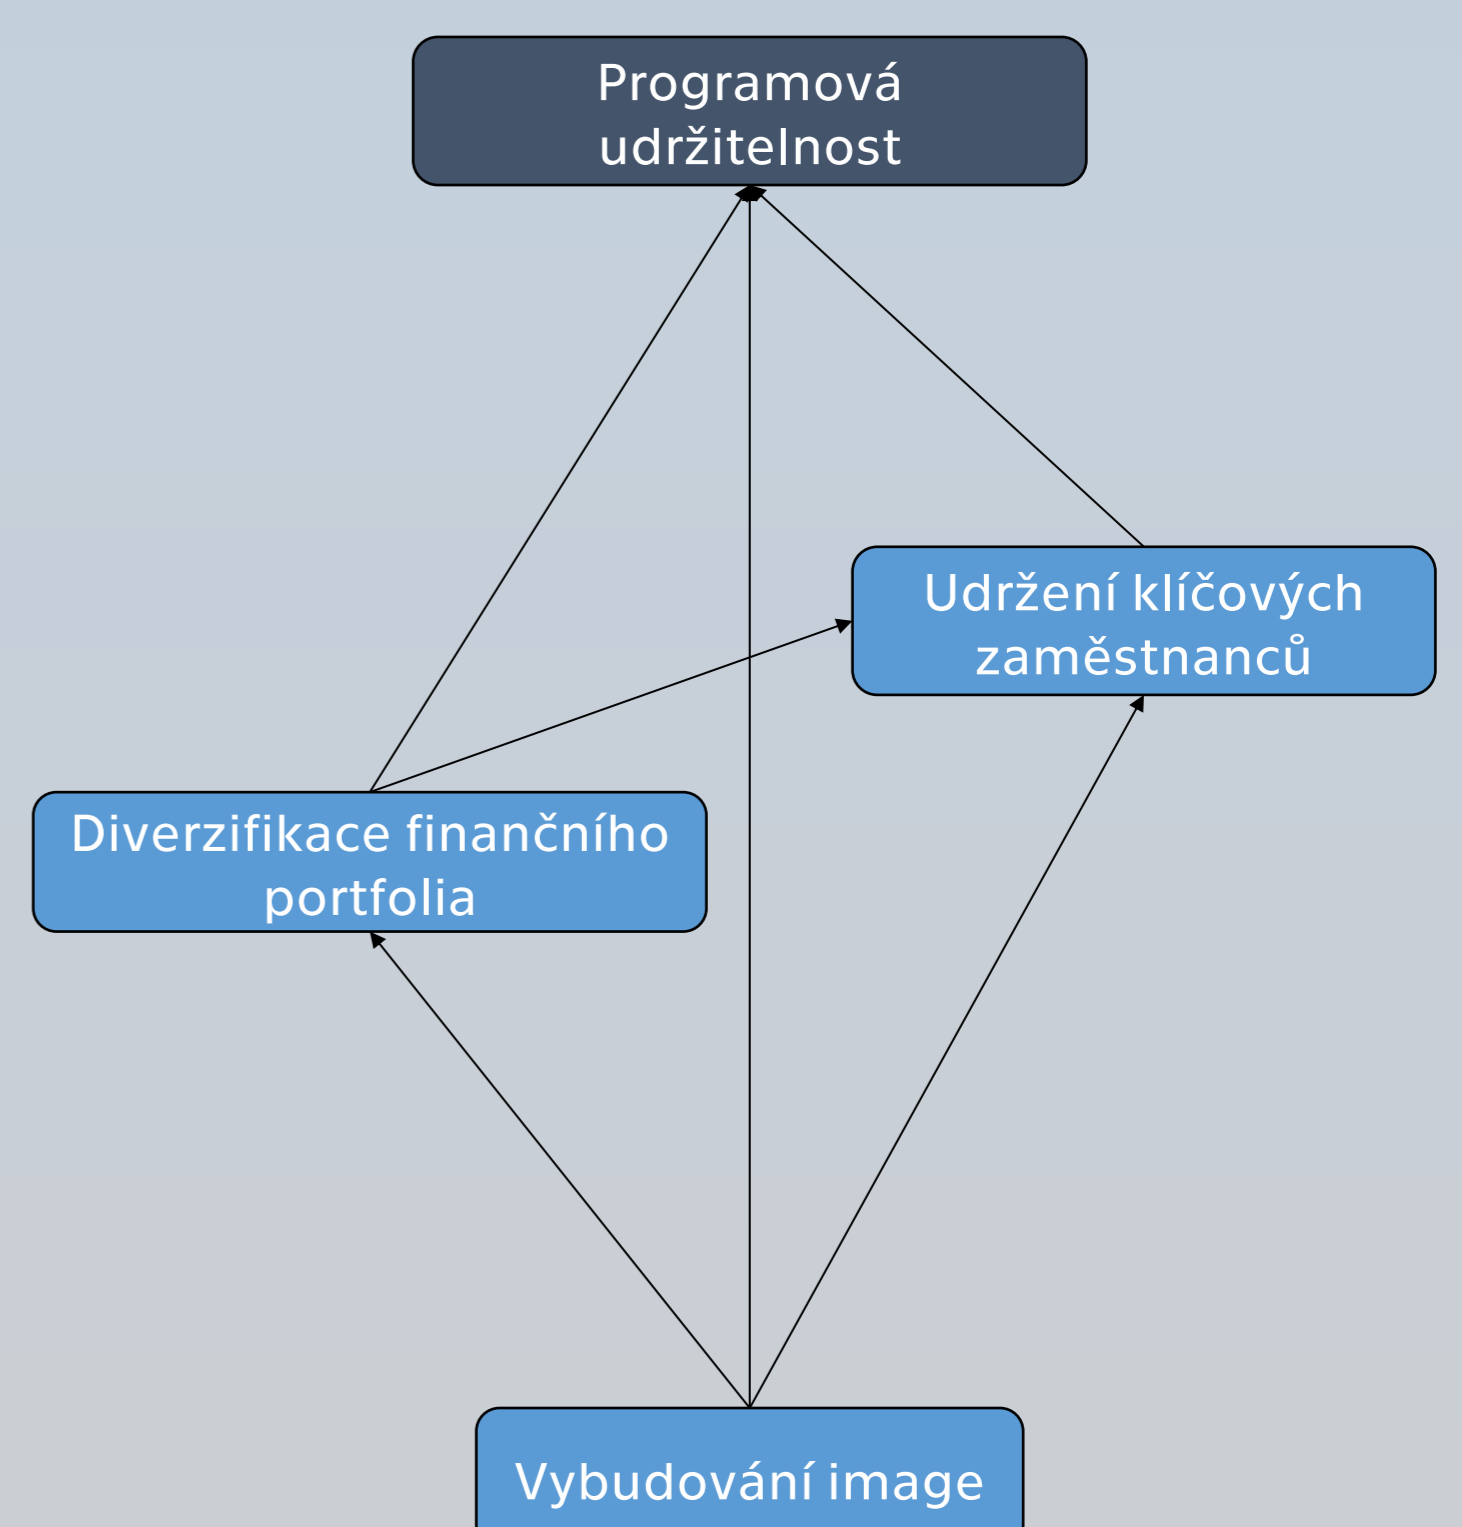 Programová
udržitelnost
Udržení klíčových
zaměstnanců
Diverzifikace finančního
portfolia
Vybudování image